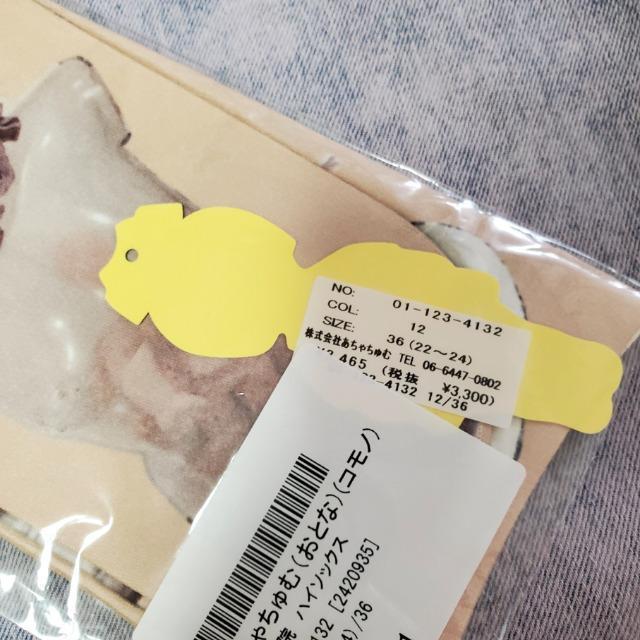 NO: 01-123-4132
COL: 12
SIZE: 36(22〜24)
株式会社あちゃちゅむ TEL 06-6447-0802
465 (税抜 ¥3,300)
-4132 12/36
ゃちゅむ(おとな)(コモノ)
ハイソックス
132 [2420935]
)/36